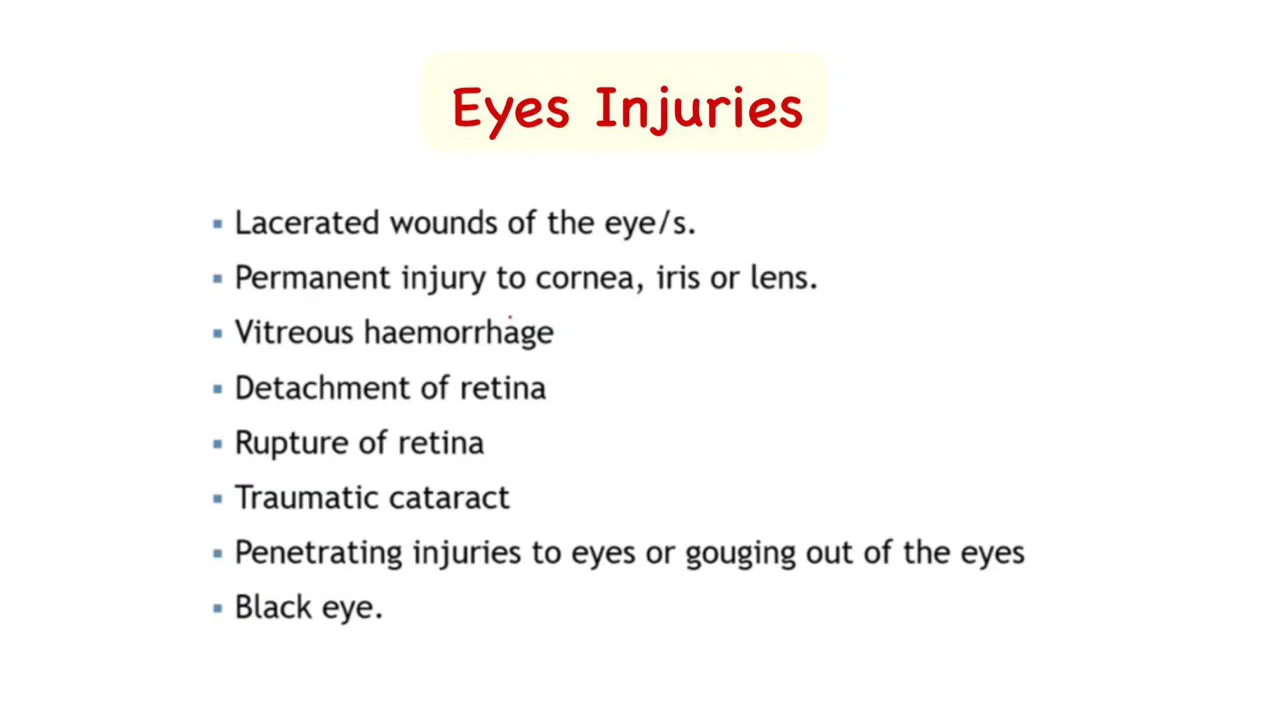 Eyes Injuries
▪ Lacerated wounds of the eye/s.
▪ Permanent injury to cornea, iris or lens.
▪ Vitreous haemorrhage
▪ Detachment of retina
▪ Rupture of retina
▪ Traumatic cataract
▪ Penetrating injuries to eyes or gouging out of the eyes
▪ Black eye.